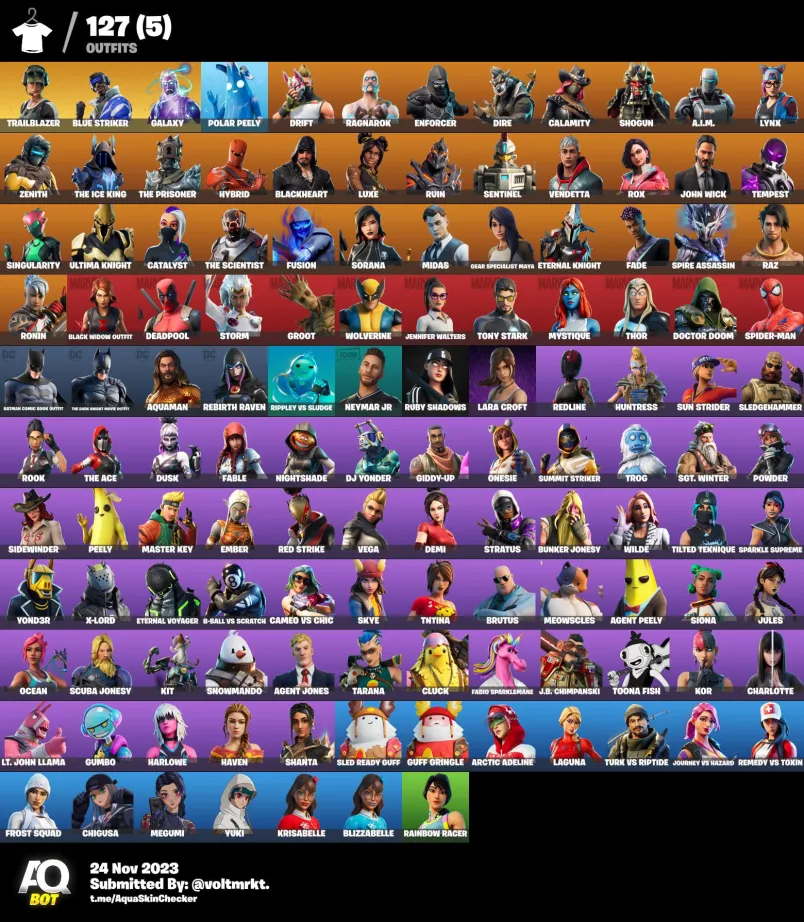 127 (5)
OUTFITS
TRAILBLAZER BLUE STRIKER GALAXY POLAR PEELY DRIFT RAGNAROK ENFORCER DIRE CALAMITY SHOGUN A.I.M. LYNX
ZENITH THE ICE KING THE PRISONER HYBRID BLACKHEART LUXE RUIN SENTINEL VENDETTA ROX JOHN WICK TEMPEST
SINGULARITY ULTIMA KNIGHT CATALYST THE SCIENTIST FUSION SORANA MIDAS GEAR SPECIALIST MAYA ETERNAL KNIGHT FADE SPIRE ASSASSIN RAZ
RONIN BLACK WIDOW OUTFIT DEADPOOL STORM GROOT WOLVERINE JENNIFER WALTERS TONY STARK MYSTIQUE THOR DOCTOR DOOM SPIDER-MAN
BATMAN COMIC BOOK OUTFIT THE DARK KNIGHT MOVIE OUTFIT AQUAMAN REBIRTH RAVEN RIPPLEY VS SLUDGE NEYMAR JR RUBY SHADOWS LARA CROFT REDLINE HUNTRESS SUN STRIDER SLEDGEHAMMER
ROOK THE ACE DUSK FABLE NIGHTSHADE DJ YONDER GIDDY-UP ONESIE SUMMIT STRIKER TROG SGT. WINTER POWDER
SIDEWINDER PEELY MASTER KEY EMBER RED STRIKE VEGA DEMI STRATUS BUNKER JONESY WILDE TILTED TEKNIQUE SPARKLE SUPREME
YOND3R X-LORD ETERNAL VOYAGER 8-BALL VS SCRATCH CAMEO VS CHIC SKYE TNTINA BRUTUS MEOWSCLES AGENT PEELY SIONA JULES
OCEAN SCUBA JONESY KIT SNOWMANDO AGENT JONES TARANA CLUCK FABIO SPARKLEMANE J.B. CHIMPANSKI TOONA FISH KOR CHARLOTTE
LT. JOHN LLAMA GUMBO HARLOWE HAVEN SHANTA SLED READY GUFF GUFF GRINGLE ARCTIC ADELINE LAGUNA TURK VS RIPTIDE JOURNEY VS HAZARD REMEDY VS TOXIN
FROST SQUAD CHIGUSA MEGUMI YUKI KRISABELLE BLIZZABELLE RAINBOW RACER
AQ
BOT
24 Nov 2023
Submitted By: @voltmrkt.
t.me/AquaSkinChecker